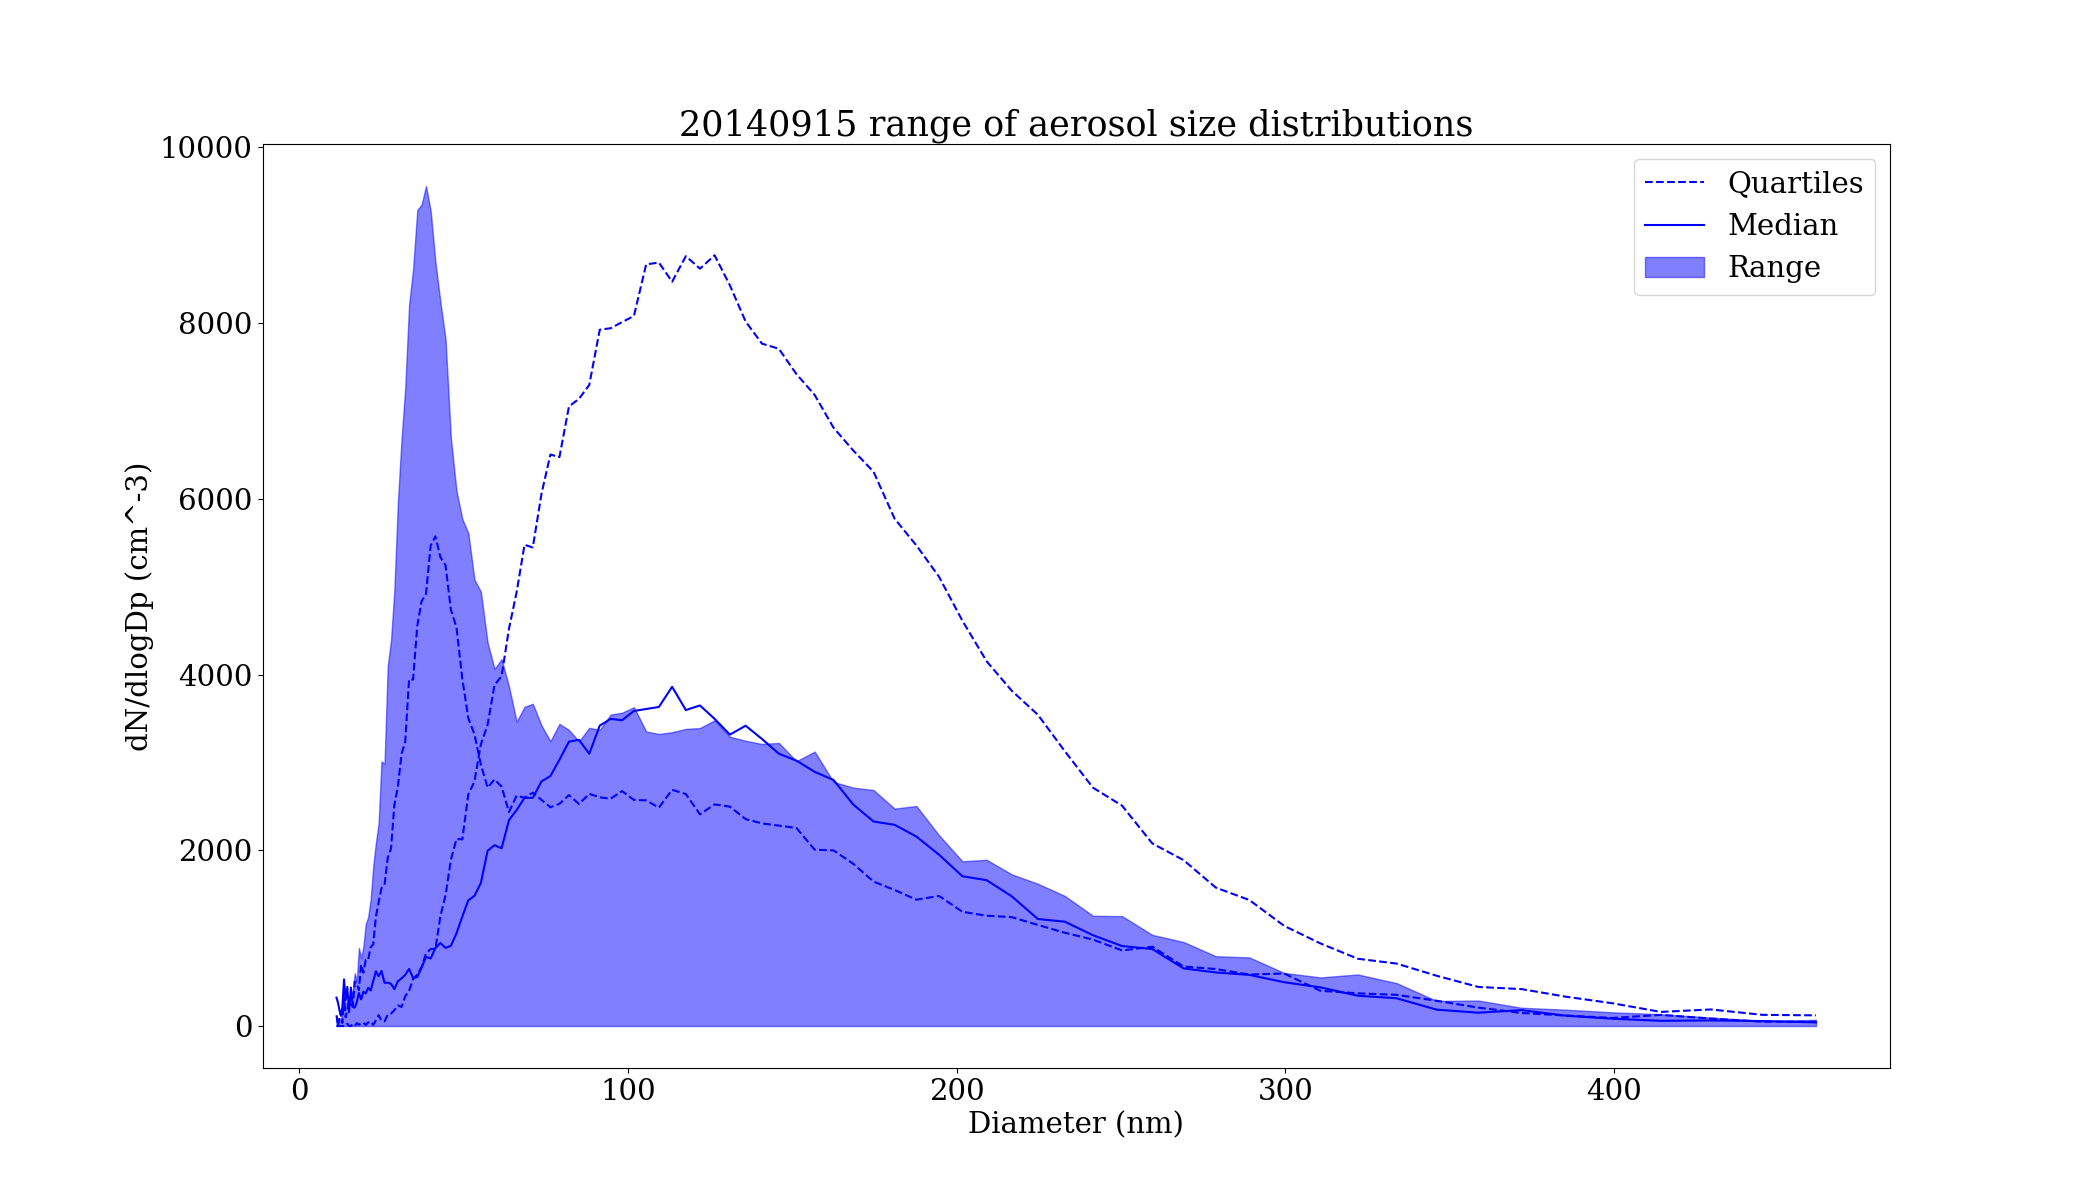 20140915 range of aerosol size distributions
10000
8000
6000
4000
2000
0
dN/dlogDp (cm^-3)
Quartiles
Median
Range
0 100 200 300 400
Diameter (nm)